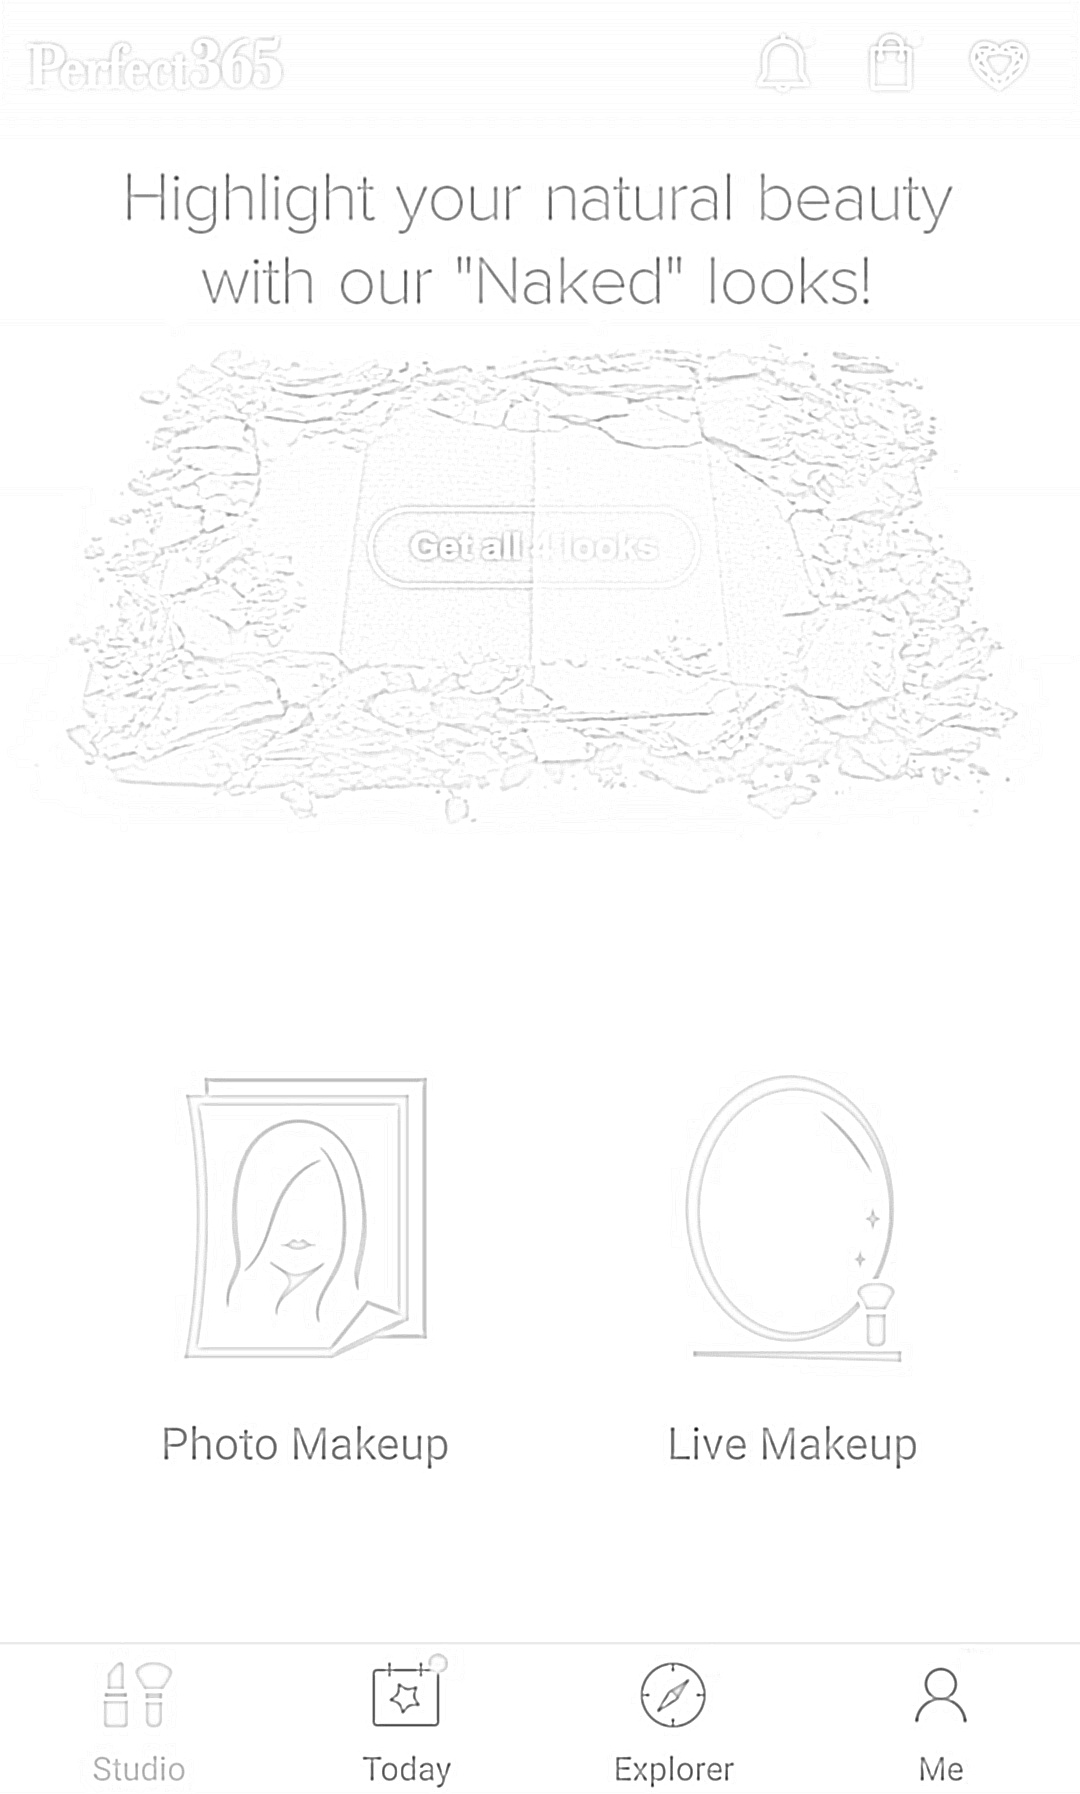 Perfect365
Highlight your natural beauty
with our "Naked" looks!
Get all 4 looks
Photo Makeup
Live Makeup
Studio
Today
Explorer
Me